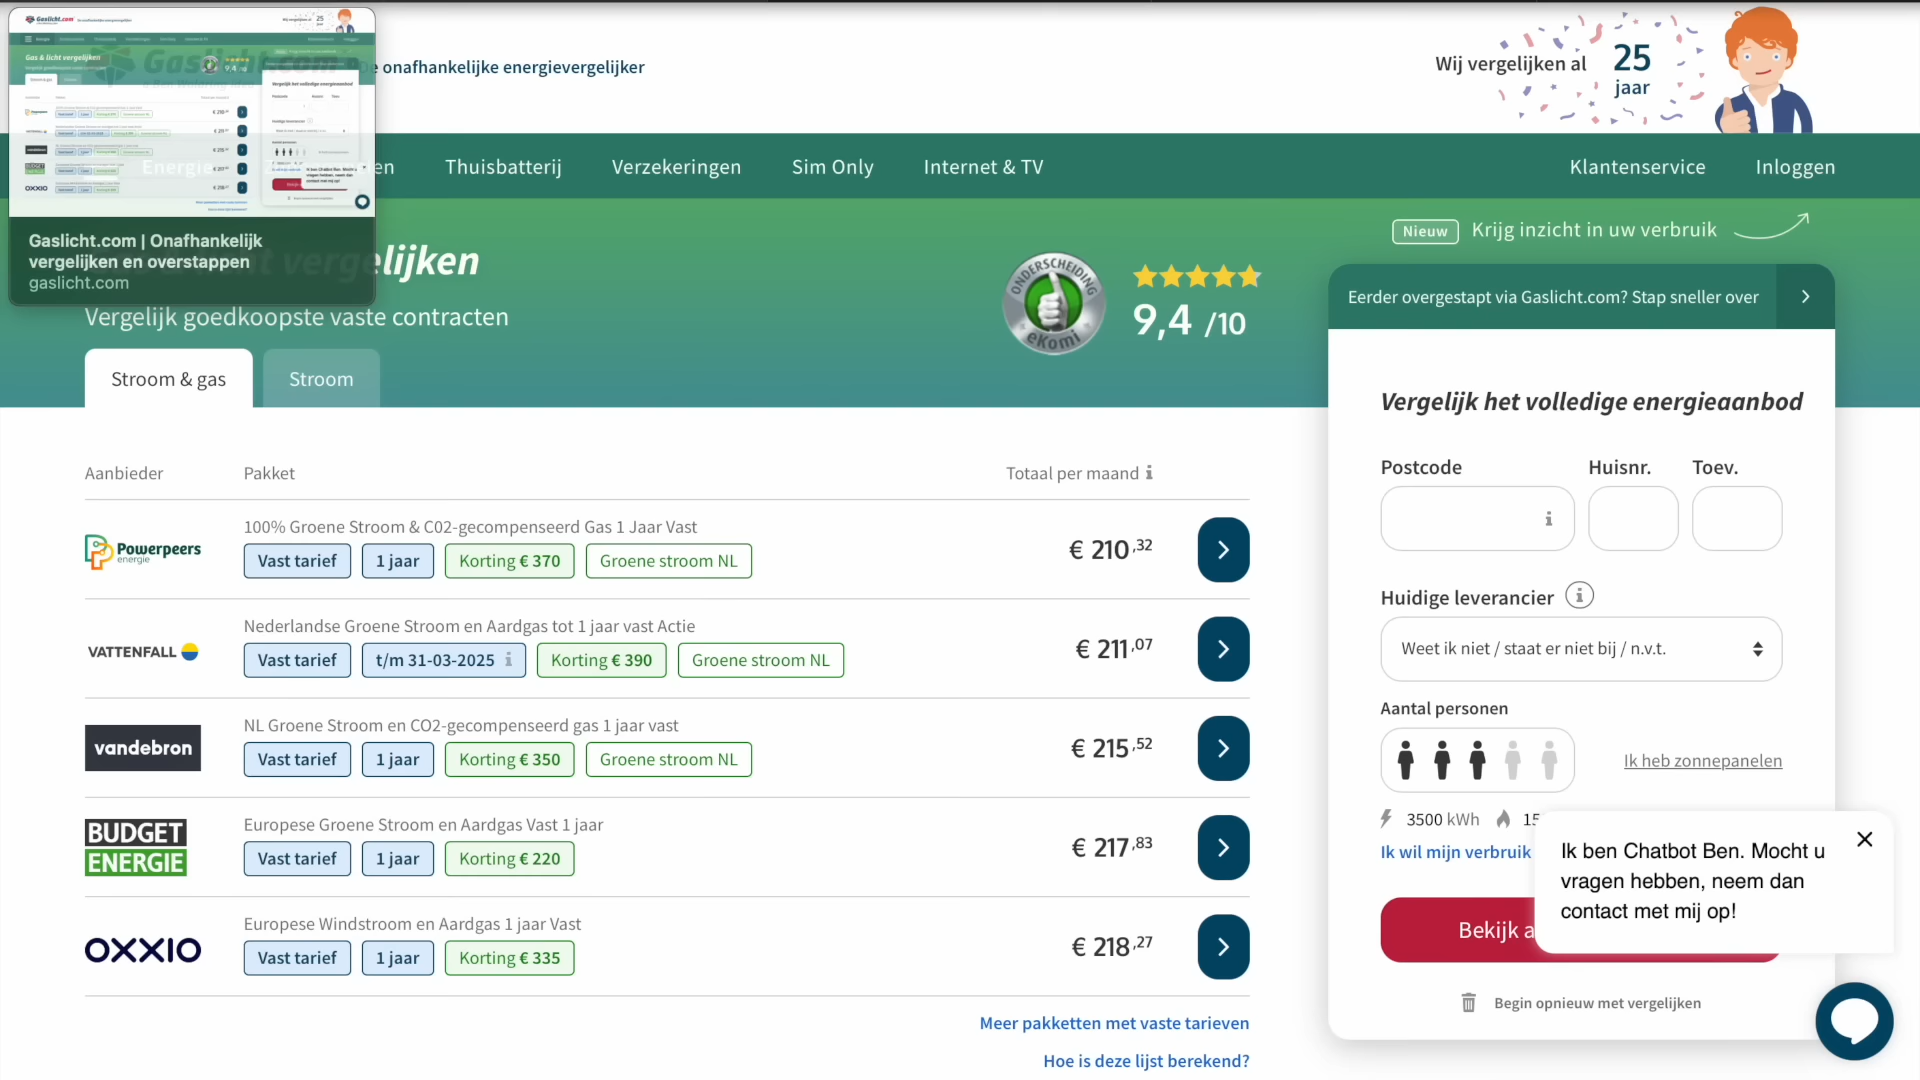 onafhankelijke energievergelijker
Wij vergelijken al
25
jaar
Energie
Thuisbatterij
Verzekeringen
Sim Only
Internet & TV
Klantenservice
Inloggen
Gaslicht.com | Onafhankelijk
vergelijken en overstappen
gaslicht.com
vergelijken
Vergelijk goedkoopste vaste contracten
ONDERSCHEIDING
eKomi
9,4 /10
Nieuw
Krijg inzicht in uw verbruik
Stroom & gas
Stroom
Aanbieder
Pakket
Totaal per maand
Powerpeers
energie
100% Groene Stroom & C02-gecompenseerd Gas 1 Jaar Vast
Vast tarief
1 jaar
Korting € 370
Groene stroom NL
€ 210,32
VATTENFALL
Nederlandse Groene Stroom en Aardgas tot 1 jaar vast Actie
Vast tarief
t/m 31-03-2025
Korting € 390
Groene stroom NL
€ 211,07
vandebron
NL Groene Stroom en CO2-gecompenseerd gas 1 jaar vast
Vast tarief
1 jaar
Korting € 350
Groene stroom NL
€ 215,52
BUDGET
ENERGIE
Europese Groene Stroom en Aardgas Vast 1 jaar
Vast tarief
1 jaar
Korting € 220
€ 217,83
OXXIO
Europese Windstroom en Aardgas 1 jaar Vast
Vast tarief
1 jaar
Korting € 335
€ 218,27
Meer pakketten met vaste tarieven
Hoe is deze lijst berekend?
Eerder overgestapt via Gaslicht.com? Stap sneller over
Vergelijk het volledige energieaanbod
Postcode
Huisnr.
Toev.
Huidige leverancier
Weet ik niet / staat er niet bij / n.v.t.
Aantal personen
Ik heb zonnepanelen
3500 kWh
15
Ik wil mijn verbruik
Bekijk a
Ik ben Chatbot Ben. Mocht u
vragen hebben, neem dan
contact met mij op!
Begin opnieuw met vergelijken